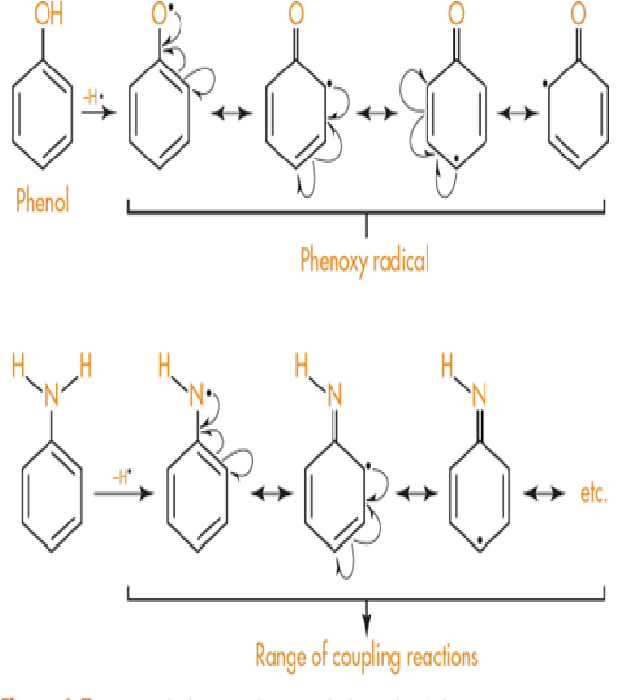 OH O• O O O
–H•
Phenol
Phenoxy radical
H H H H H
N N• N N
–H•
etc.
Range of coupling reactions